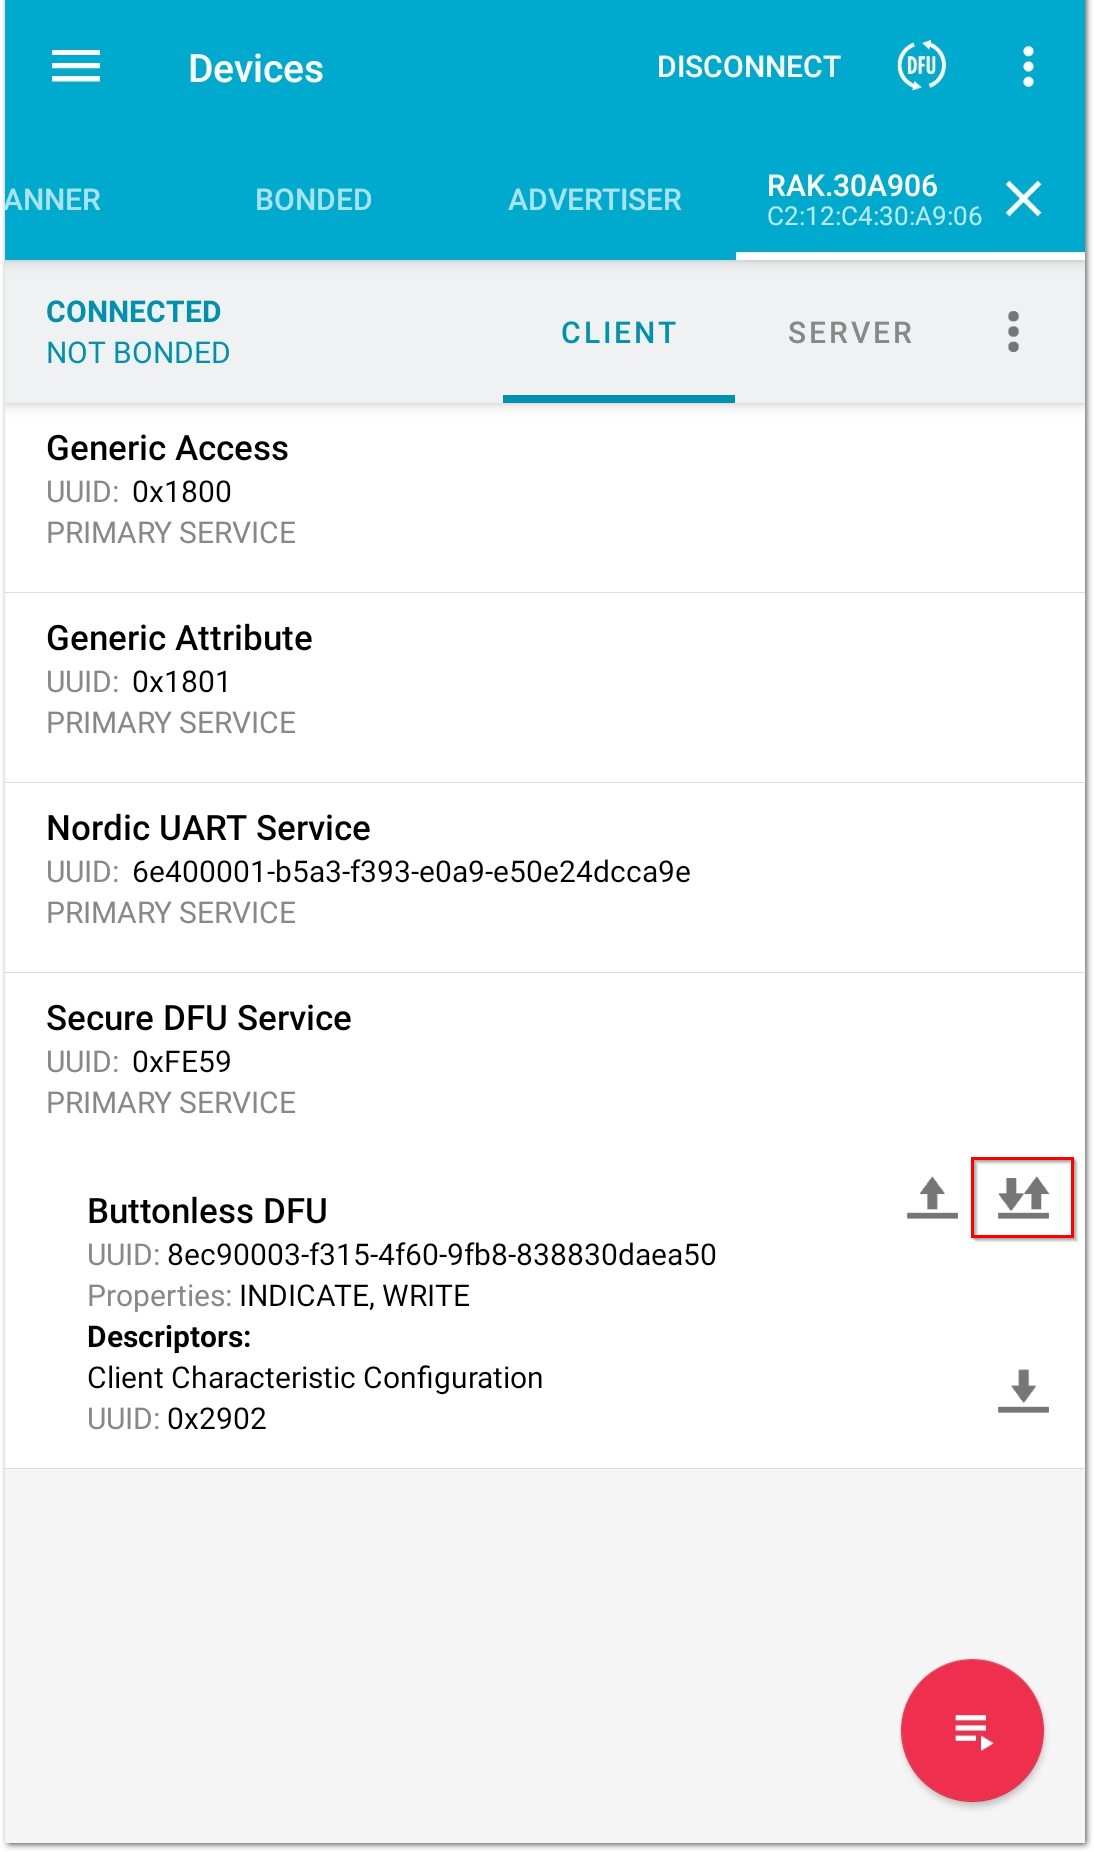 Devices
DISCONNECT
DFU
ANNER
BONDED
ADVERTISER
RAK.30A906
C2:12:C4:30:A9:06
CONNECTED
NOT BONDED
CLIENT
SERVER
Generic Access
UUID: 0x1800
PRIMARY SERVICE
Generic Attribute
UUID: 0x1801
PRIMARY SERVICE
Nordic UART Service
UUID: 6e400001-b5a3-f393-e0a9-e50e24dcca9e
PRIMARY SERVICE
Secure DFU Service
UUID: 0xFE59
PRIMARY SERVICE
Buttonless DFU
UUID: 8ec90003-f315-4f60-9fb8-838830daea50
Properties: INDICATE, WRITE
Descriptors:
Client Characteristic Configuration
UUID: 0x2902